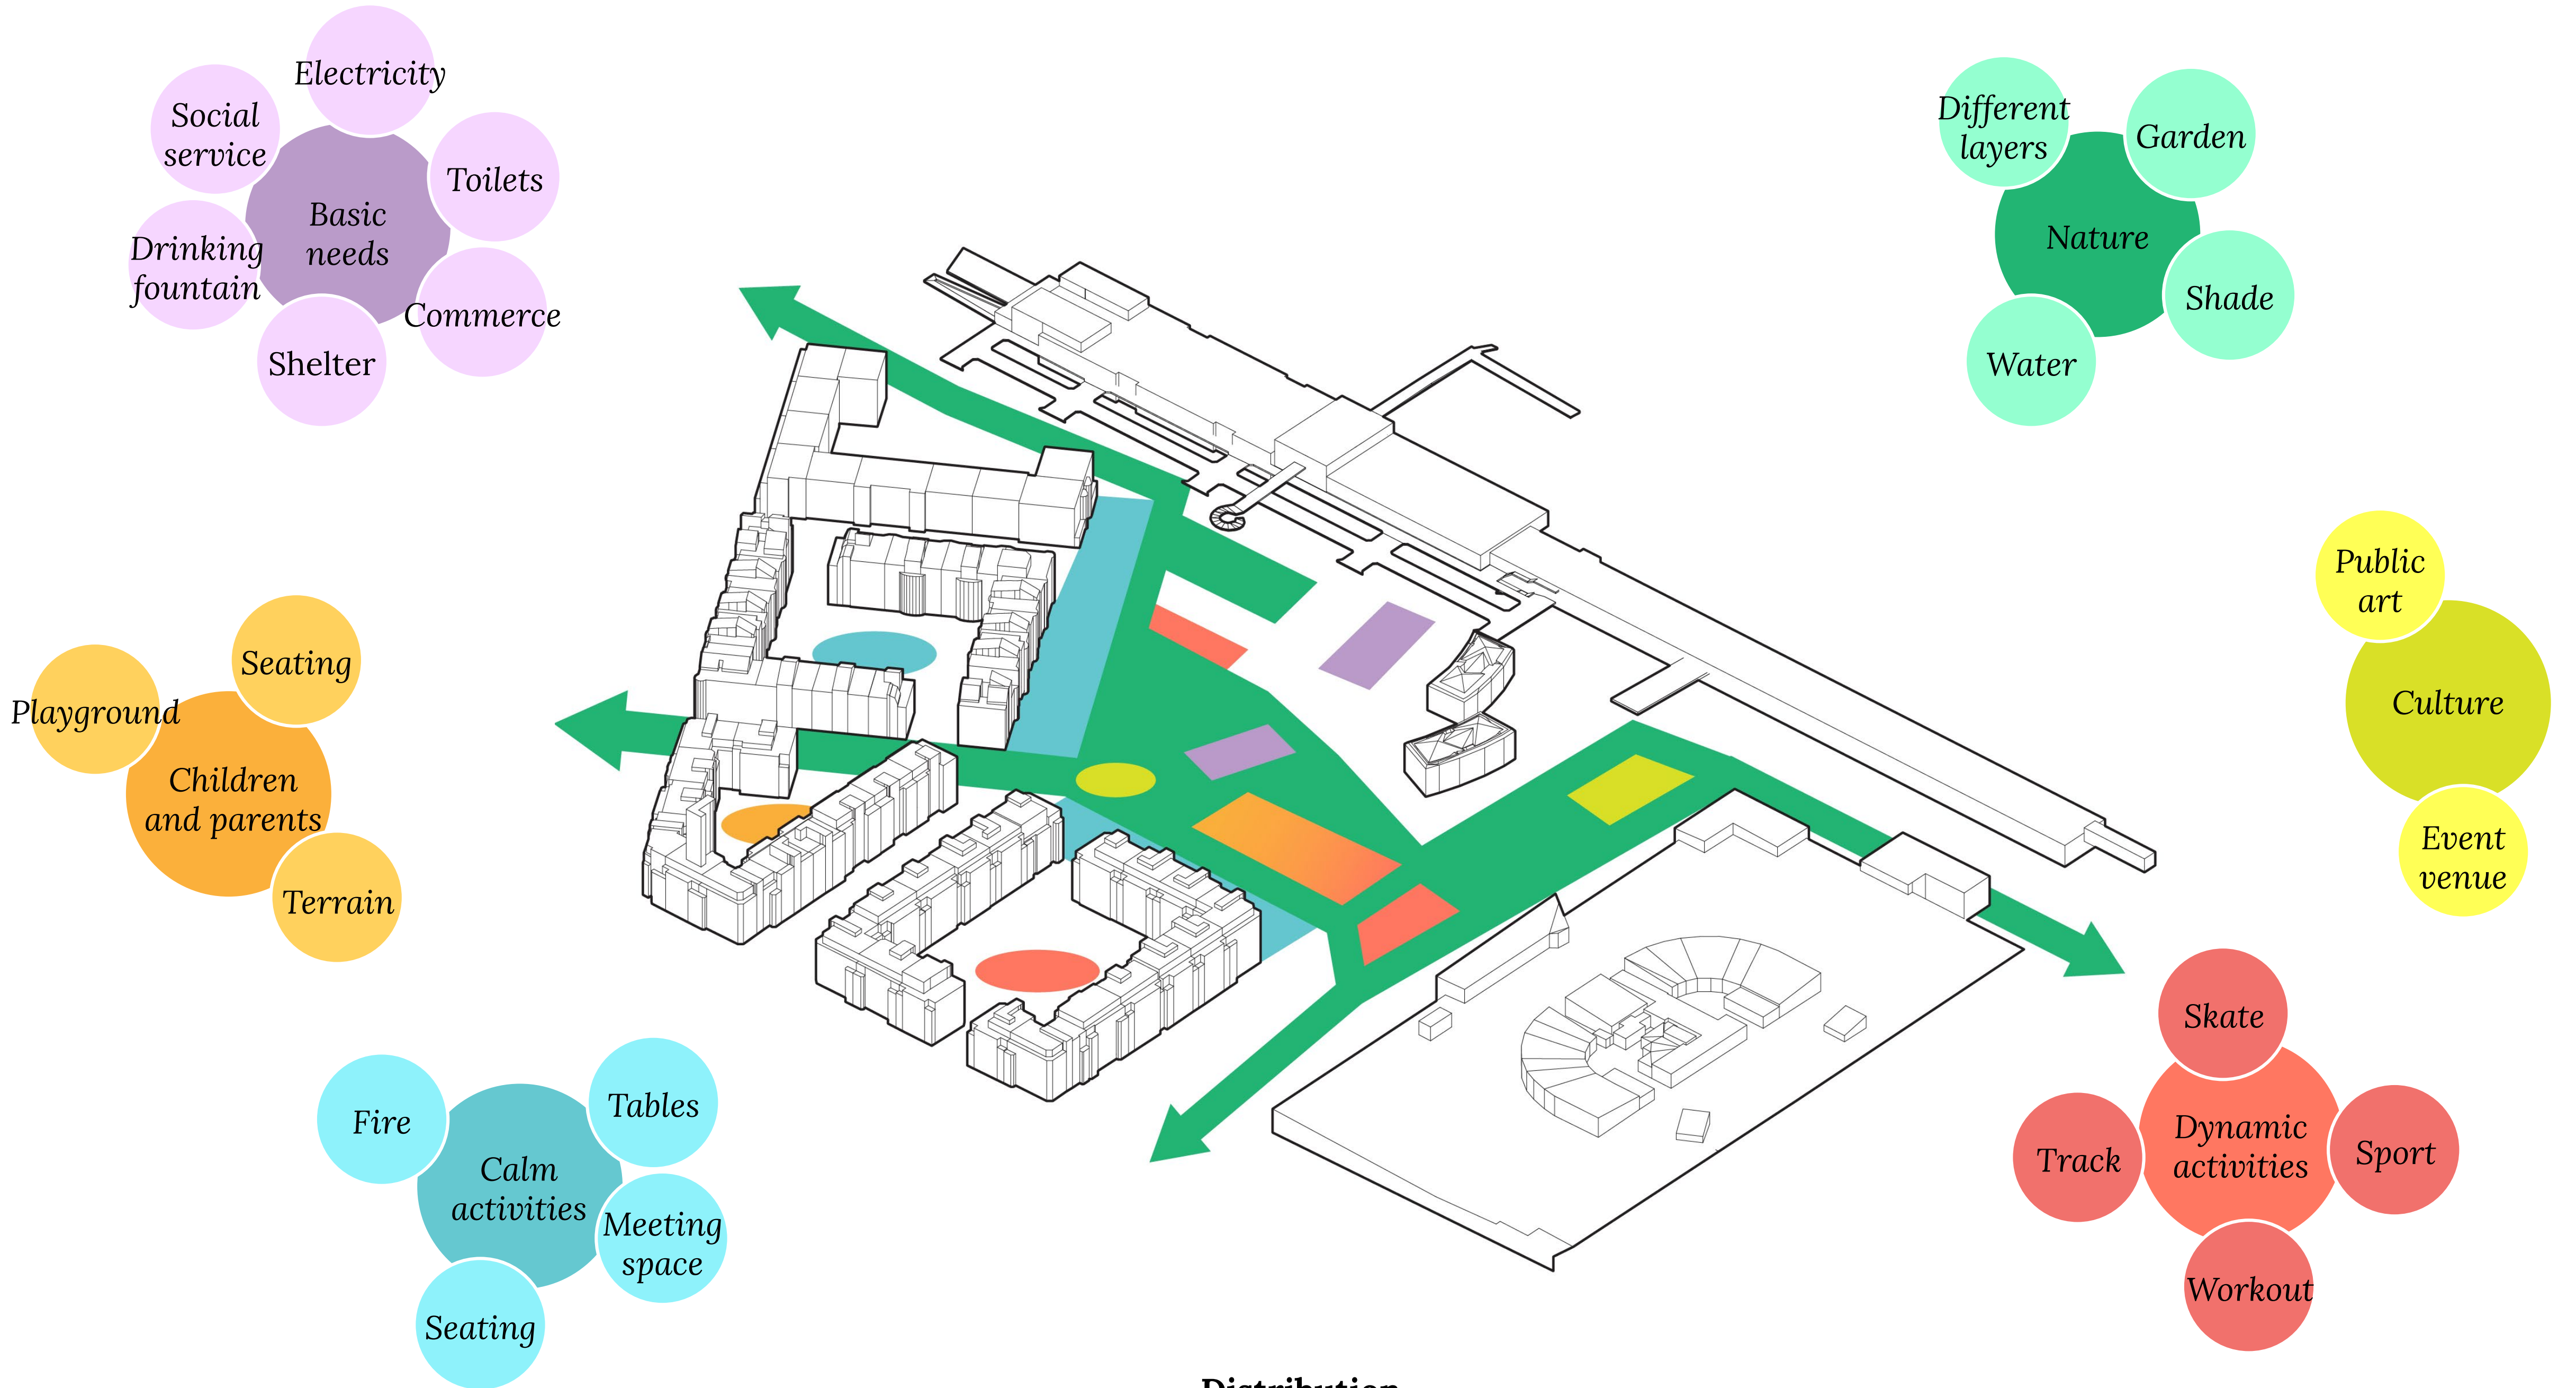 Electricity
Social
service
Toilets
Basic
needs
Drinking
fountain
Commerce
Shelter
Different
layers
Garden
Nature
Shade
Water
Public
art
Culture
Event
venue
Seating
Playground
Children
and parents
Terrain
Skate
Dynamic
activities
Track
Sport
Workout
Fire
Tables
Calm
activities
Meeting
space
Seating
Distribution